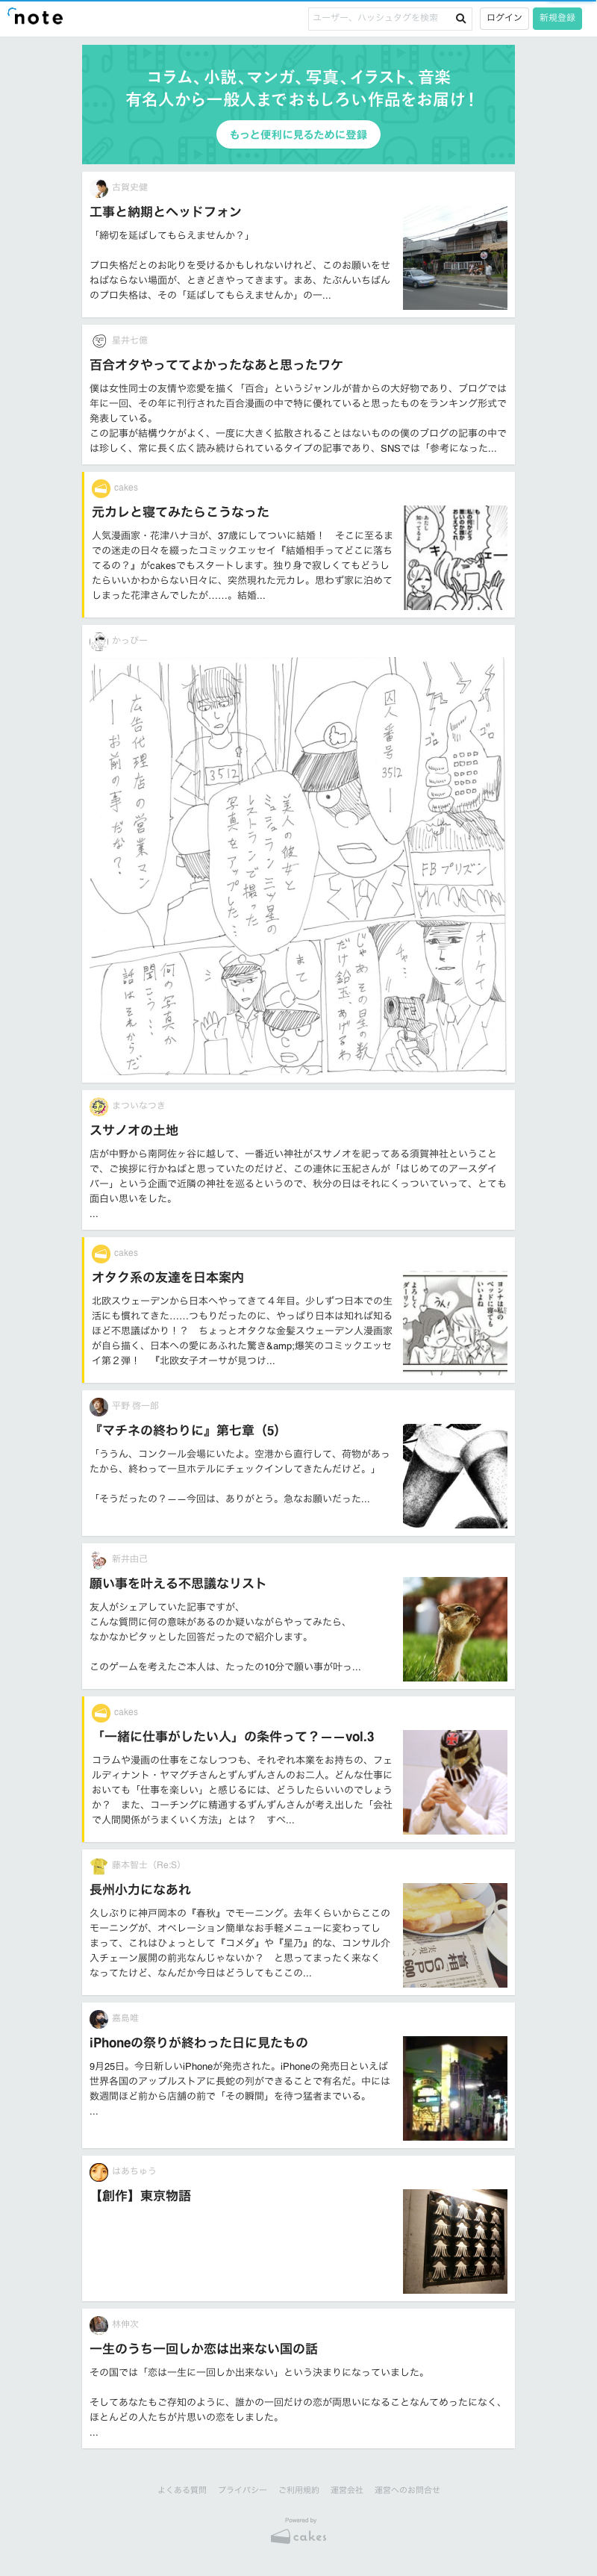 note
ユーザー、ハッシュタグを検索
ログイン
新規登録
コラム、小説、マンガ、写真、イラスト、音楽
有名人から一般人までおもしろい作品をお届け！
もっと便利に見るために登録
古賀史健
工事と納期とヘッドフォン
「締切を延ばしてもらえませんか？」
プロ失格だとのお叱りを受けるかもしれないけれど、このお願いをせ
ねばならない場面が、ときどきやってきます。まあ、たぶんいちばん
のプロ失格は、その「延ばしてもらえませんか」の一...
星井七億
百合オタやっててよかったなあと思ったワケ
僕は女性同士の友情や恋愛を描く「百合」というジャンルが昔からの大好物であり、ブログでは
年に一回、その年に刊行された百合漫画の中で特に優れていると思ったものをランキング形式で
発表している。
この記事が結構ウケがよく、一度に大きく拡散されることはないものの僕のブログの記事の中で
は珍しく、常に長く広く読み続けられているタイプの記事であり、SNSでは「参考になった...
cakes
元カレと寝てみたらこうなった
人気漫画家・花津ハナヨが、37歳にしてついに結婚！　そこに至るま
での迷走の日々を綴ったコミックエッセイ『結婚相手ってどこに落ち
てるの？』がcakesでもスタートします。独り身で寂しくてもどうし
たらいいかわからない日々に、突然現れた元カレ。思わず家に泊めて
しまった花津さんでしたが……。結婚...
かっぴー
囚人番号
3512
ゴゴ
FBプリズン
3512
広告代理店の営業マン
お前の事だな？
美人の彼女と
ミシュラン三ツ星の
レストランで撮った
写真をアップした…
オーケイ
じゃあその星の数
だけ鉛玉あげるわ
チャ…
まて
何の写真か
聞こう…
話はそれからだ
まついなつき
スサノオの土地
店が中野から南阿佐ヶ谷に越して、一番近い神社がスサノオを祀ってある須賀神社ということ
で、ご挨拶に行かねばと思っていたのだけど、この連休に玉紀さんが「はじめてのアースダイ
バー」という企画で近隣の神社を巡るというので、秋分の日はそれにくっついていって、とても
面白い思いをした。
...
cakes
オタク系の友達を日本案内
北欧スウェーデンから日本へやってきて４年目。少しずつ日本での生
活にも慣れてきた……つもりだったのに、やっぱり日本は知れば知る
ほど不思議ばかり！？　ちょっとオタクな金髪スウェーデン人漫画家
が自ら描く、日本への愛にあふれた驚き&amp;爆笑のコミックエッセ
イ第２弾！　『北欧女子オーサが見つけ...
ヨンナは私の
ベッドに寝ても
いいよね
うん！
よろしく
ダーリン
平野 啓一郎
『マチネの終わりに』第七章（5）
「ううん、コンクール会場にいたよ。空港から直行して、荷物があっ
たから、終わって一旦ホテルにチェックインしてきたんだけど。」
「そうだったの？――今回は、ありがとう。急なお願いだった...
新井由己
願い事を叶える不思議なリスト
友人がシェアしていた記事ですが、
こんな質問に何の意味があるのか疑いながらやってみたら、
なかなかピタッとした回答だったので紹介します。
このゲームを考えたご本人は、たったの10分で願い事が叶っ...
cakes
「一緒に仕事がしたい人」の条件って？――vol.3
コラムや漫画の仕事をこなしつつも、それぞれ本業をお持ちの、フェ
ルディナント・ヤマグチさんとずんずんさんのお二人。どんな仕事に
おいても「仕事を楽しい」と感じるには、どうしたらいいのでしょう
か？　また、コーチングに精通するずんずんさんが考え出した「会社
で人間関係がうまくいく方法」とは？　すべ...
藤本智士（Re:S）
長州小力になあれ
久しぶりに神戸岡本の『春秋』でモーニング。去年くらいからここの
モーニングが、オペレーション簡単なお手軽メニューに変わってし
まって、これはひょっとして『コメダ』や『星乃』的な、コンサル介
入チェーン展開の前兆なんじゃないか？　と思ってまったく来なく
なってたけど、なんだか今日はどうしてもここの...
首相
GDP
600
嘉島唯
iPhoneの祭りが終わった日に見たもの
9月25日。今日新しいiPhoneが発売された。iPhoneの発売日といえば
世界各国のアップルストアに長蛇の列ができることで有名だ。中には
数週間ほど前から店舗の前で「その瞬間」を待つ猛者までいる。
...
はあちゅう
【創作】東京物語
林伸次
一生のうち一回しか恋は出来ない国の話
その国では「恋は一生に一回しか出来ない」という決まりになっていました。
そしてあなたもご存知のように、誰かの一回だけの恋が両思いになることなんてめったになく、
ほとんどの人たちが片思いの恋をしました。
...
よくある質問
プライバシー
ご利用規約
運営会社
運営へのお問合せ
Powered by
cakes